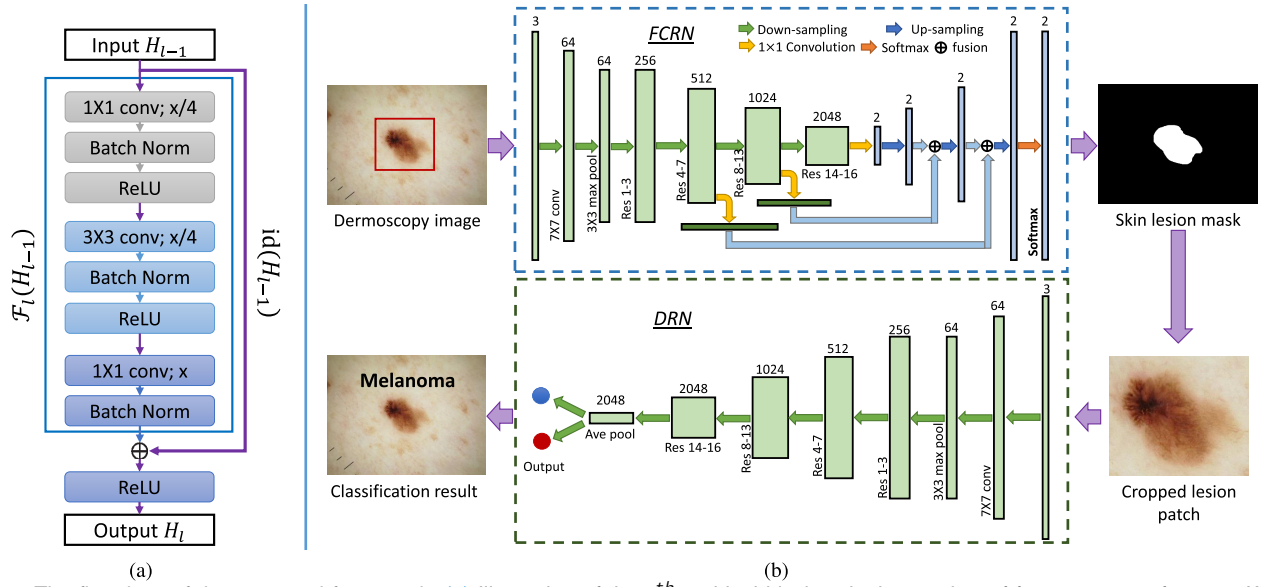 Input H_{l−1}
1X1 conv; x/4
Batch Norm
ReLU
3X3 conv; x/4
Batch Norm
ReLU
1X1 conv; x
Batch Norm
ReLU
Output H_l
ℱ_l(H_{l−1})
id(H_{l−1})
(a)
FCRN
Down-sampling
Up-sampling
1×1 Convolution
Softmax
⊕ fusion
Dermoscopy image
3
64
7X7 conv
64
3X3 max pool
256
Res 1-3
512
Res 4-7
1024
Res 8-13
2048
Res 14-16
2
2
2
2
Softmax
2
Skin lesion mask
DRN
3
64
7X7 conv
64
3X3 max pool
256
Res 1-3
512
Res 4-7
1024
Res 8-13
2048
Res 14-16
2048
Ave pool
Output
Melanoma
Classification result
Cropped lesion
patch
(b)